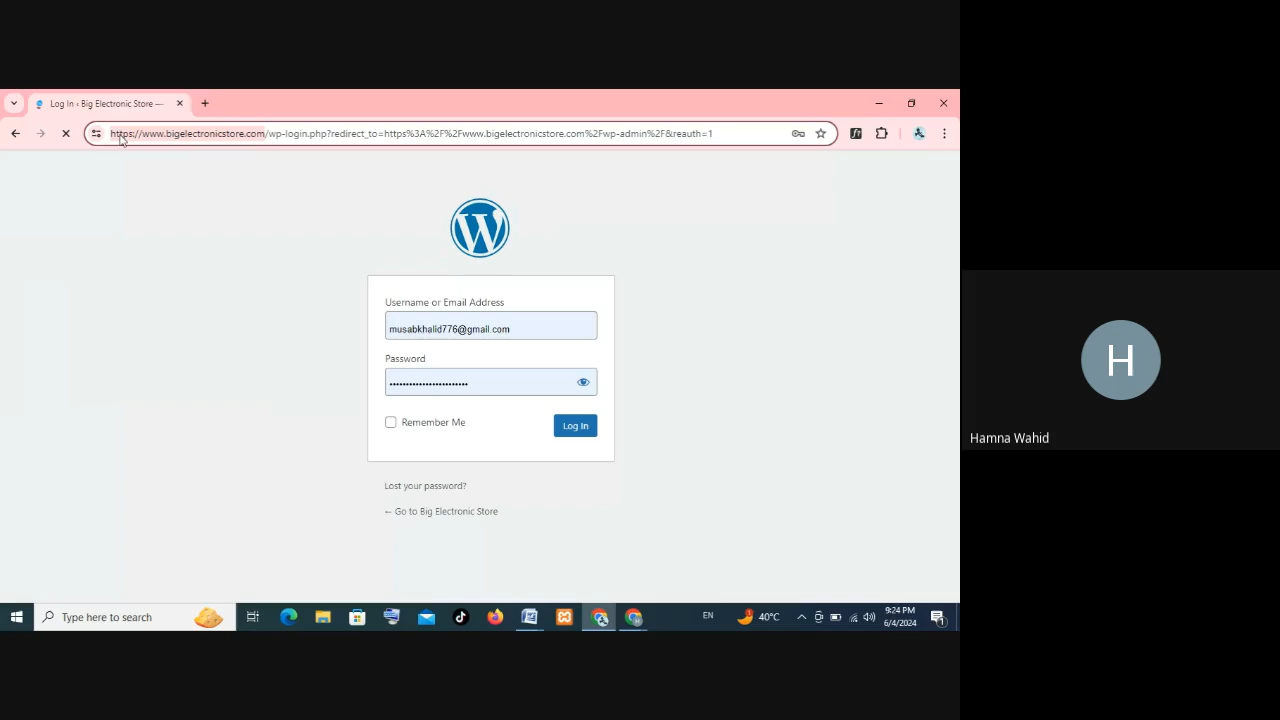 Log In ‹ Big Electronic Store —
https://www.bigelectronicstore.com/wp-login.php?redirect_to=https%3A%2F%2Fwww.bigelectronicstore.com%2Fwp-admin%2F&reauth=1
Username or Email Address
musabkhalid776@gmail.com
Password
Remember Me
Log In
Lost your password?
← Go to Big Electronic Store
H
Hamna Wahid
Type here to search
EN
40°C
9:24 PM
6/4/2024